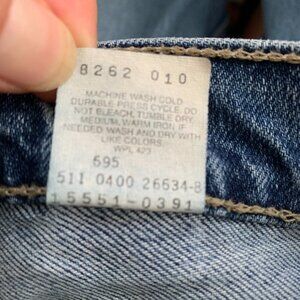 8262 010
MACHINE WASH COLD
DURABLE PRESS CYCLE. DO
NOT BLEACH, TUMBLE DRY
MEDIUM, WARM IRON IF
NEEDED. WASH AND DRY WITH
LIKE COLORS.
WPL 423
695
511 0400 26634-8
15551-0391